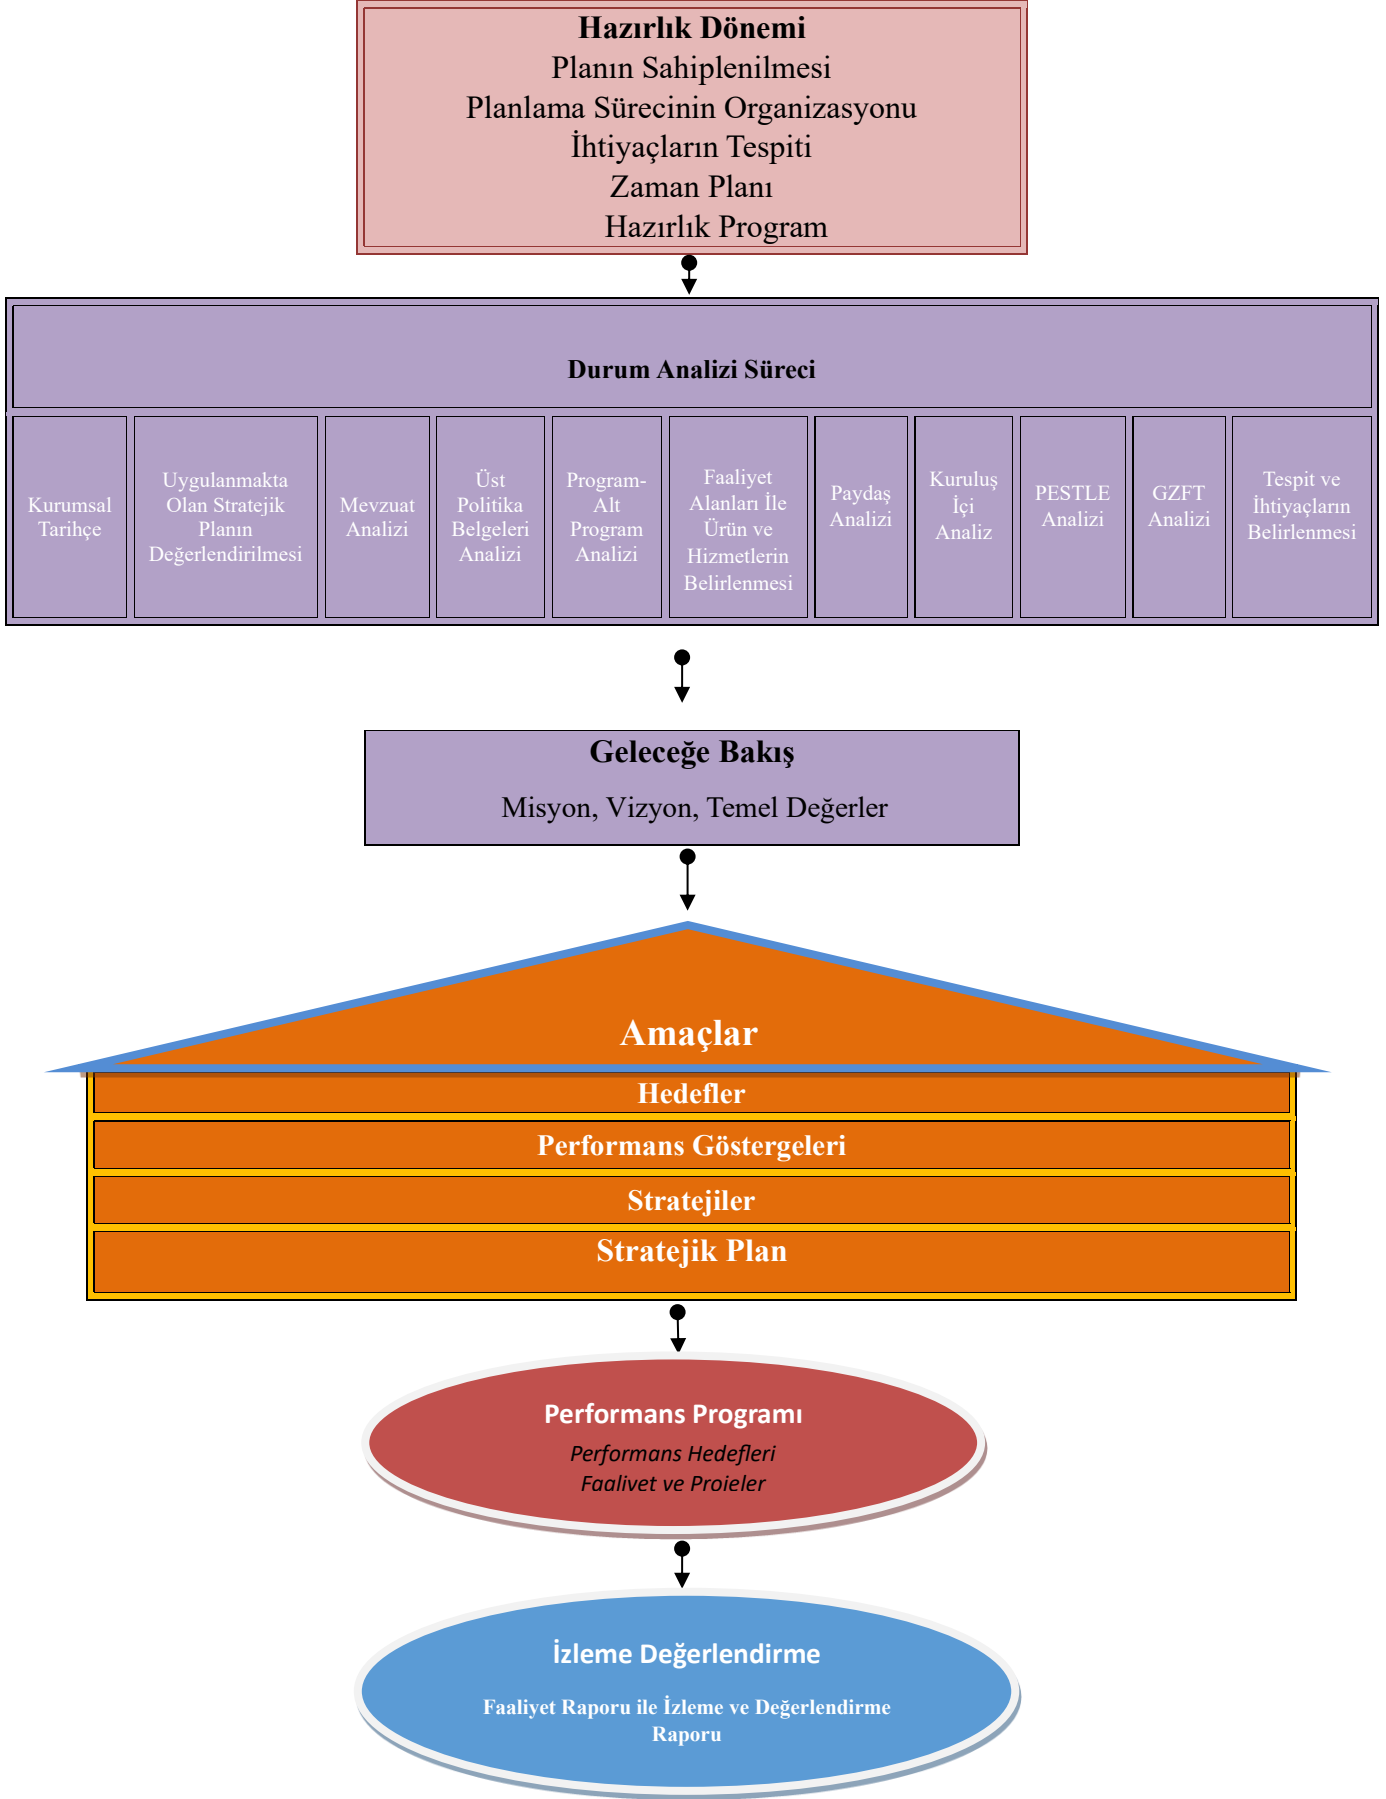 Hazırlık Dönemi
Planın Sahiplenilmesi
Planlama Sürecinin Organizasyonu
İhtiyaçların Tespiti
Zaman Planı
Hazırlık Program
Durum Analizi Süreci
Kurumsal
Tarihçe
Uygulanmakta
Olan Stratejik
Planın
Değerlendirilmesi
Mevzuat
Analizi
Üst
Politika
Belgeleri
Analizi
Program-
Alt
Program
Analizi
Faaliyet
Alanları İle
Ürün ve
Hizmetlerin
Belirlenmesi
Paydaş
Analizi
Kuruluş
İçi
Analiz
PESTLE
Analizi
GZFT
Analizi
Tespit ve
İhtiyaçların
Belirlenmesi
Geleceğe Bakış
Misyon, Vizyon, Temel Değerler
Amaçlar
Hedefler
Performans Göstergeleri
Stratejiler
Stratejik Plan
Performans Programı
Performans Hedefleri
Faaliyet ve Projeler
İzleme Değerlendirme
Faaliyet Raporu ile İzleme ve Değerlendirme
Raporu